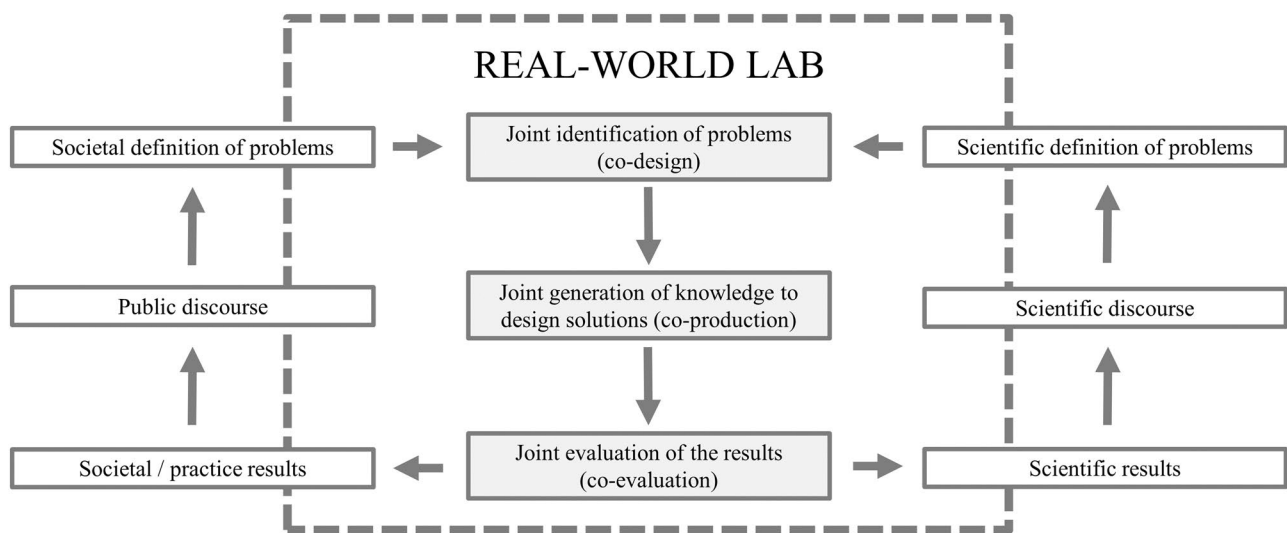 REAL-WORLD LAB
Societal definition of problems
Joint identification of problems
(co-design)
Scientific definition of problems
Public discourse
Joint generation of knowledge to
design solutions (co-production)
Scientific discourse
Societal / practice results
Joint evaluation of the results
(co-evaluation)
Scientific results